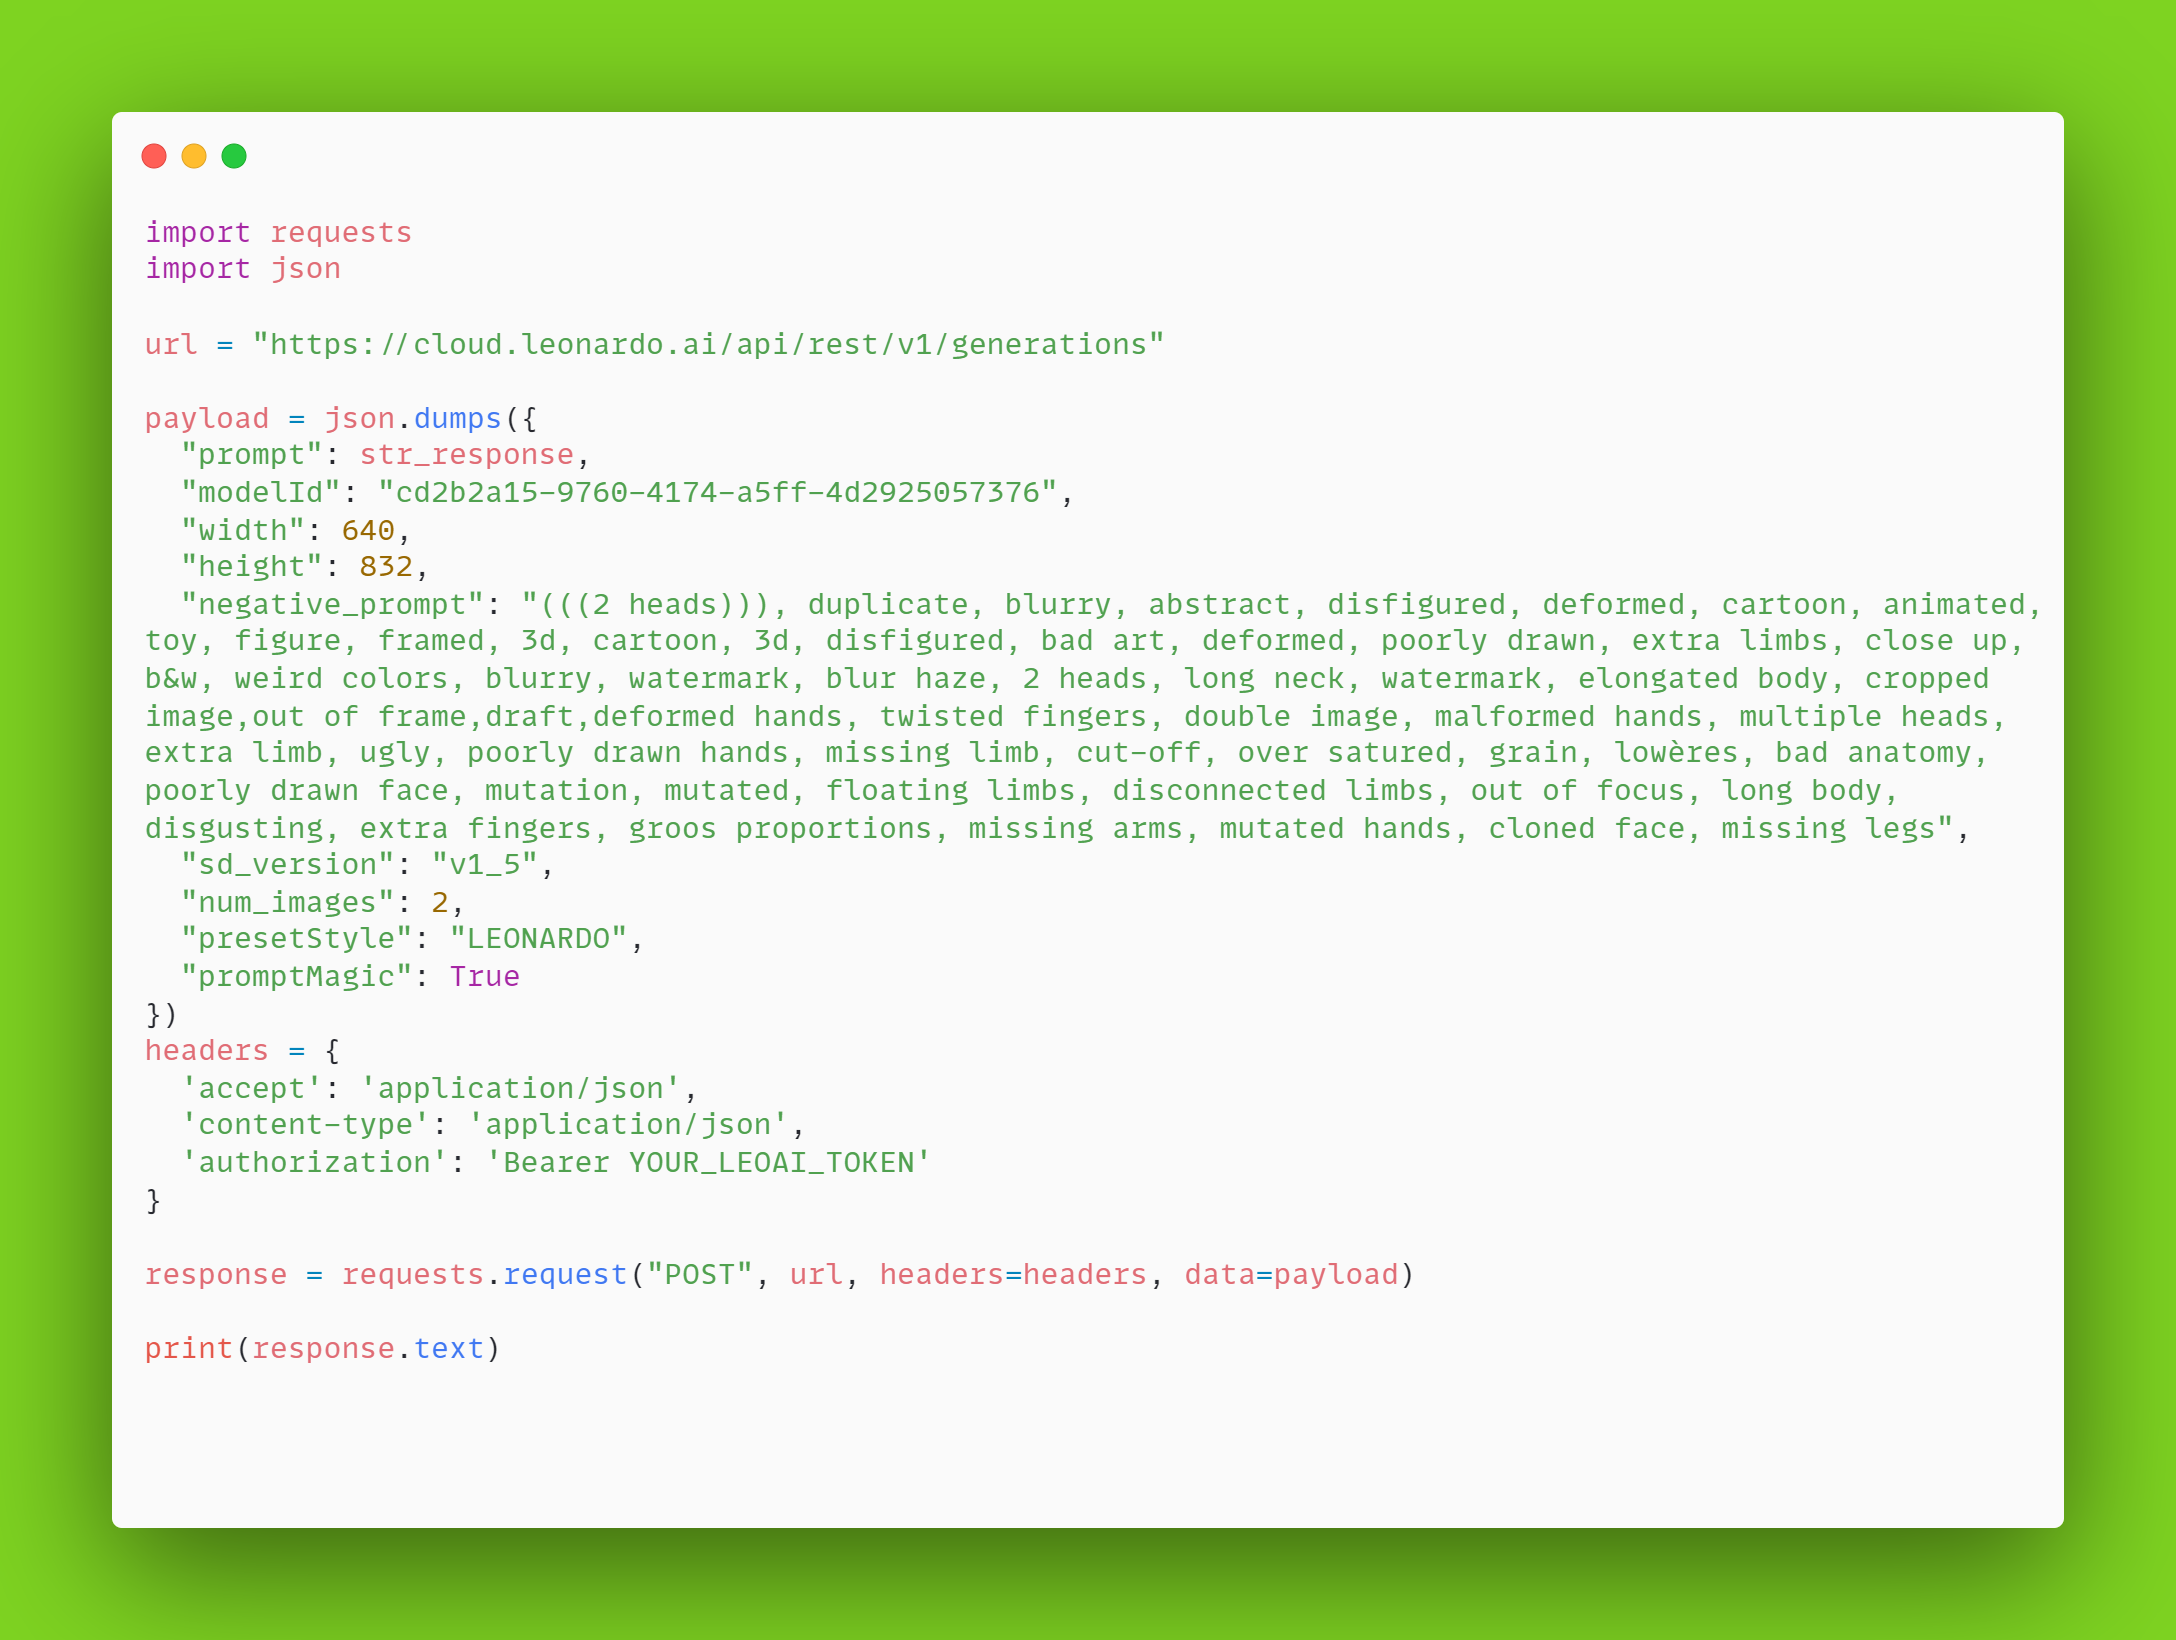 import requests
import json

url = "https://cloud.leonardo.ai/api/rest/v1/generations"

payload = json.dumps({
  "prompt": str_response,
  "modelId": "cd2b2a15-9760-4174-a5ff-4d2925057376",
  "width": 640,
  "height": 832,
  "negative_prompt": "(((2 heads))), duplicate, blurry, abstract, disfigured, deformed, cartoon, animated,
toy, figure, framed, 3d, cartoon, 3d, disfigured, bad art, deformed, poorly drawn, extra limbs, close up,
b&w, weird colors, blurry, watermark, blur haze, 2 heads, long neck, watermark, elongated body, cropped
image,out of frame,draft,deformed hands, twisted fingers, double image, malformed hands, multiple heads,
extra limb, ugly, poorly drawn hands, missing limb, cut-off, over satured, grain, lowères, bad anatomy,
poorly drawn face, mutation, mutated, floating limbs, disconnected limbs, out of focus, long body,
disgusting, extra fingers, groos proportions, missing arms, mutated hands, cloned face, missing legs",
  "sd_version": "v1_5",
  "num_images": 2,
  "presetStyle": "LEONARDO",
  "promptMagic": True
})
headers = {
  'accept': 'application/json',
  'content-type': 'application/json',
  'authorization': 'Bearer YOUR_LEOAI_TOKEN'
}

response = requests.request("POST", url, headers=headers, data=payload)

print(response.text)